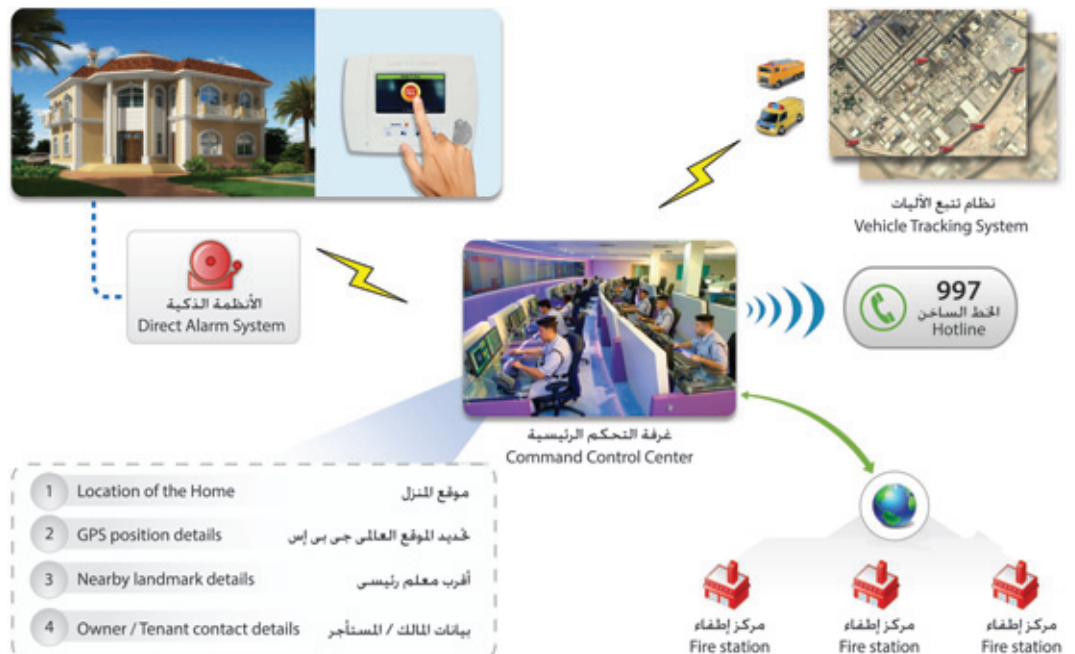 نظام تتبع الآليات
Vehicle Tracking System
الأنظمة الذكية
Direct Alarm System
997
الخط الساخن
Hotline
غرفة التحكم الرئيسية
Command Control Center
1 Location of the Home موقع المنزل
2 GPS position details تحديد الموقع العالمي جي بي إس
3 Nearby landmark details أقرب معلم رئيسي
4 Owner / Tenant contact details بيانات المالك / المستأجر
مركز إطفاء
Fire station
مركز إطفاء
Fire station
مركز إطفاء
Fire station